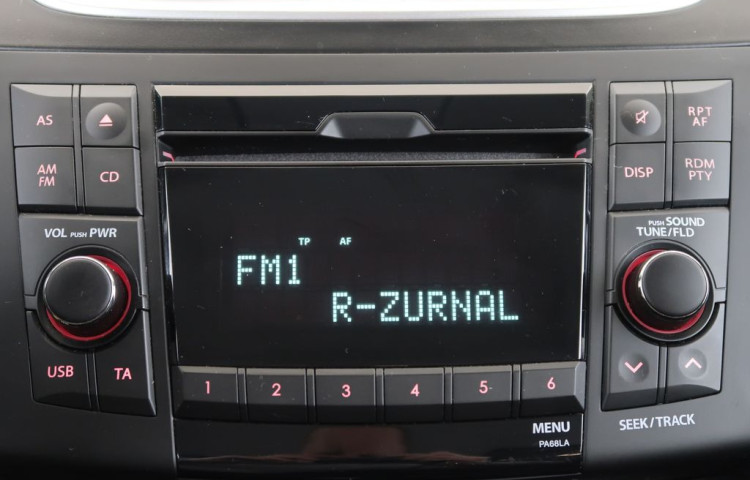 AS
AM
FM
CD
VOL PUSH PWR
USB
TA
TP AF
FM1
R-ZURNAL
1 2 3 4 5 6
MENU
PA68LA
RPT
AF
DISP
RDM
PTY
PUSH SOUND
TUNE/FLD
SEEK/TRACK